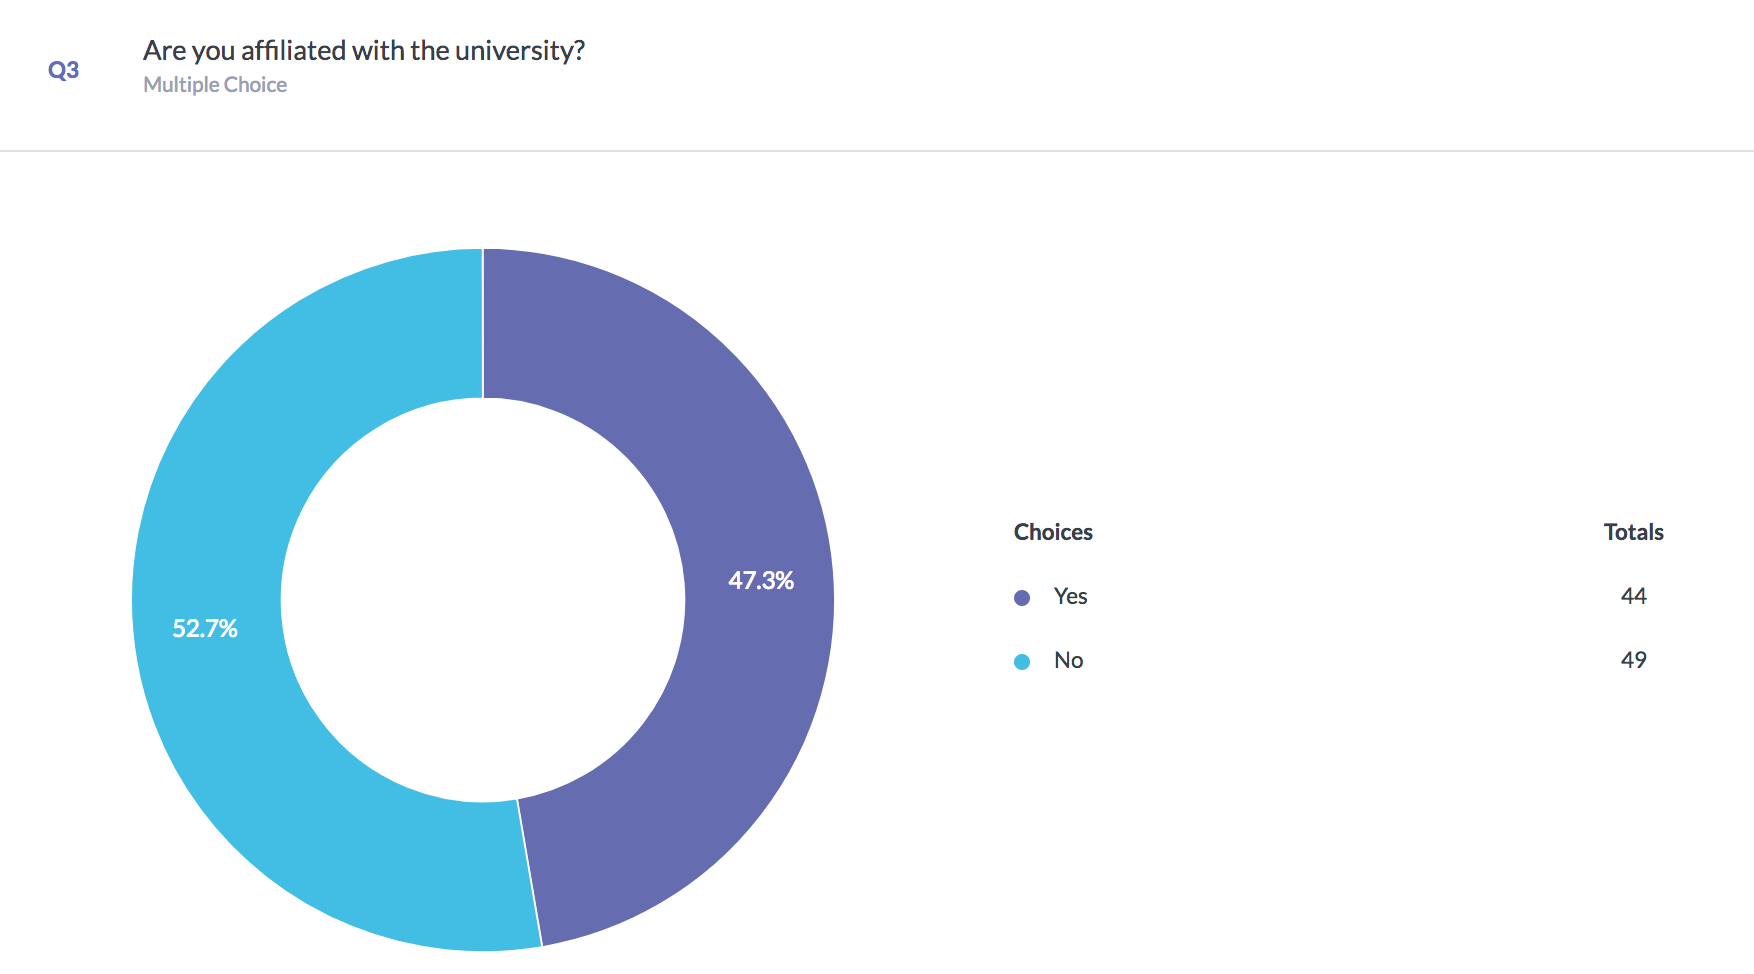 Q3
Are you affiliated with the university?
Multiple Choice
47.3%
52.7%
Choices Totals
Yes 44
No 49